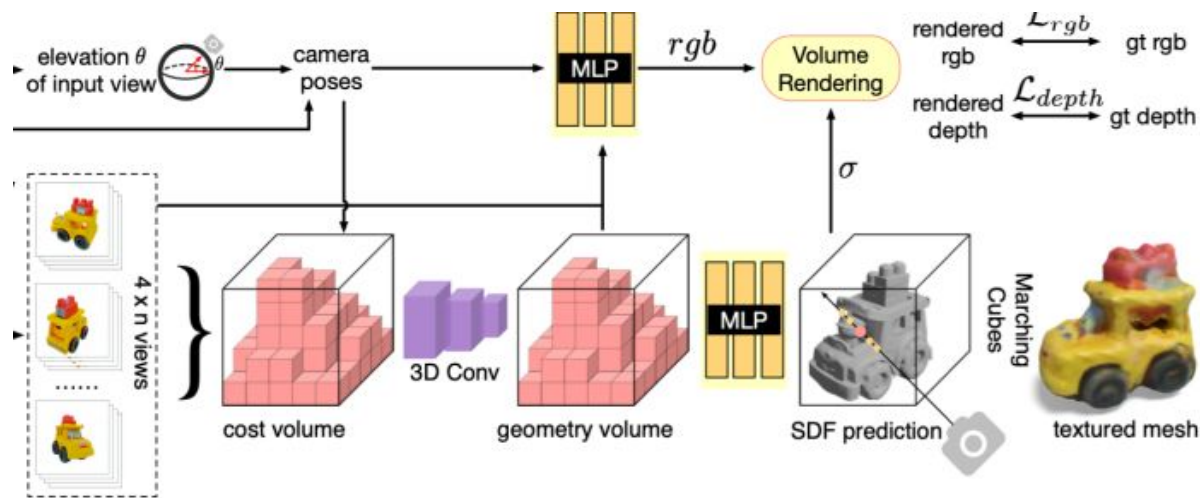 elevation θ
of input view
θ
camera
poses
MLP
rgb
Volume
Rendering
rendered
rgb
ℒrgb
gt rgb
rendered
depth
ℒdepth
gt depth
σ
4 x n views
......
cost volume
3D Conv
geometry volume
MLP
SDF prediction
Marching
Cubes
textured mesh